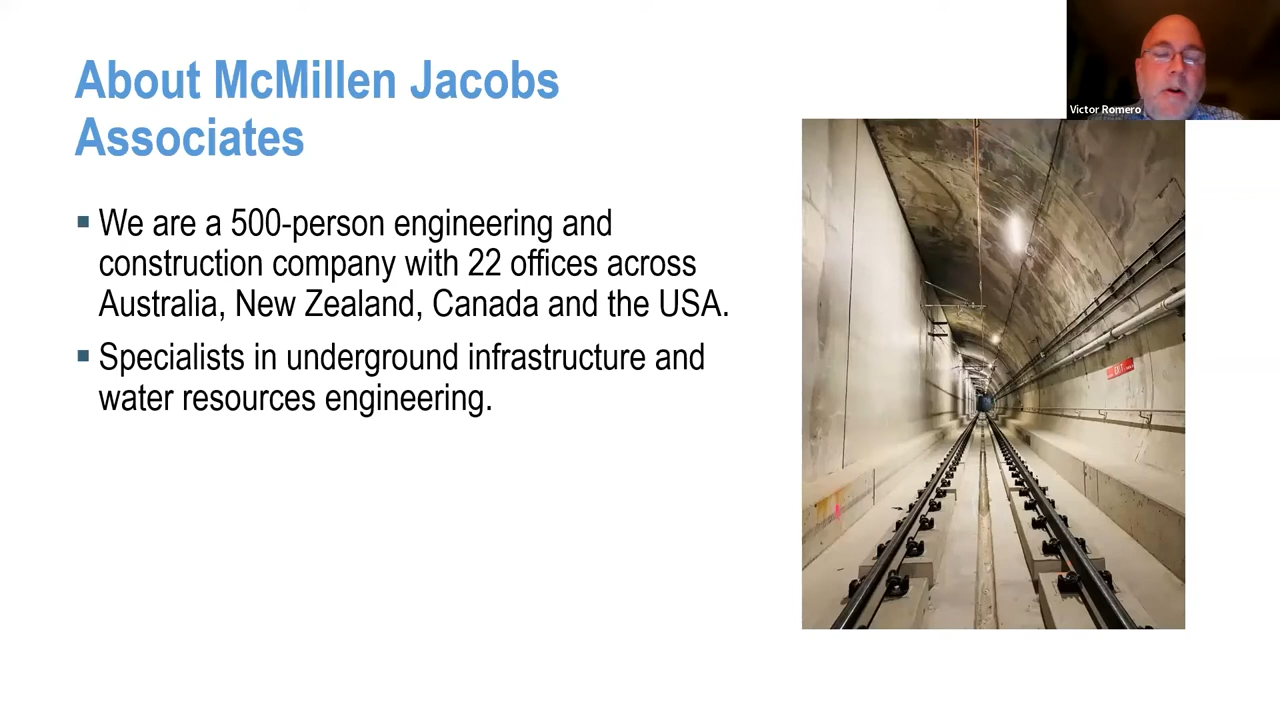 About McMillen Jacobs
Associates
Victor Romero
▪ We are a 500-person engineering and
construction company with 22 offices across
Australia, New Zealand, Canada and the USA.
▪ Specialists in underground infrastructure and
water resources engineering.
EXIT